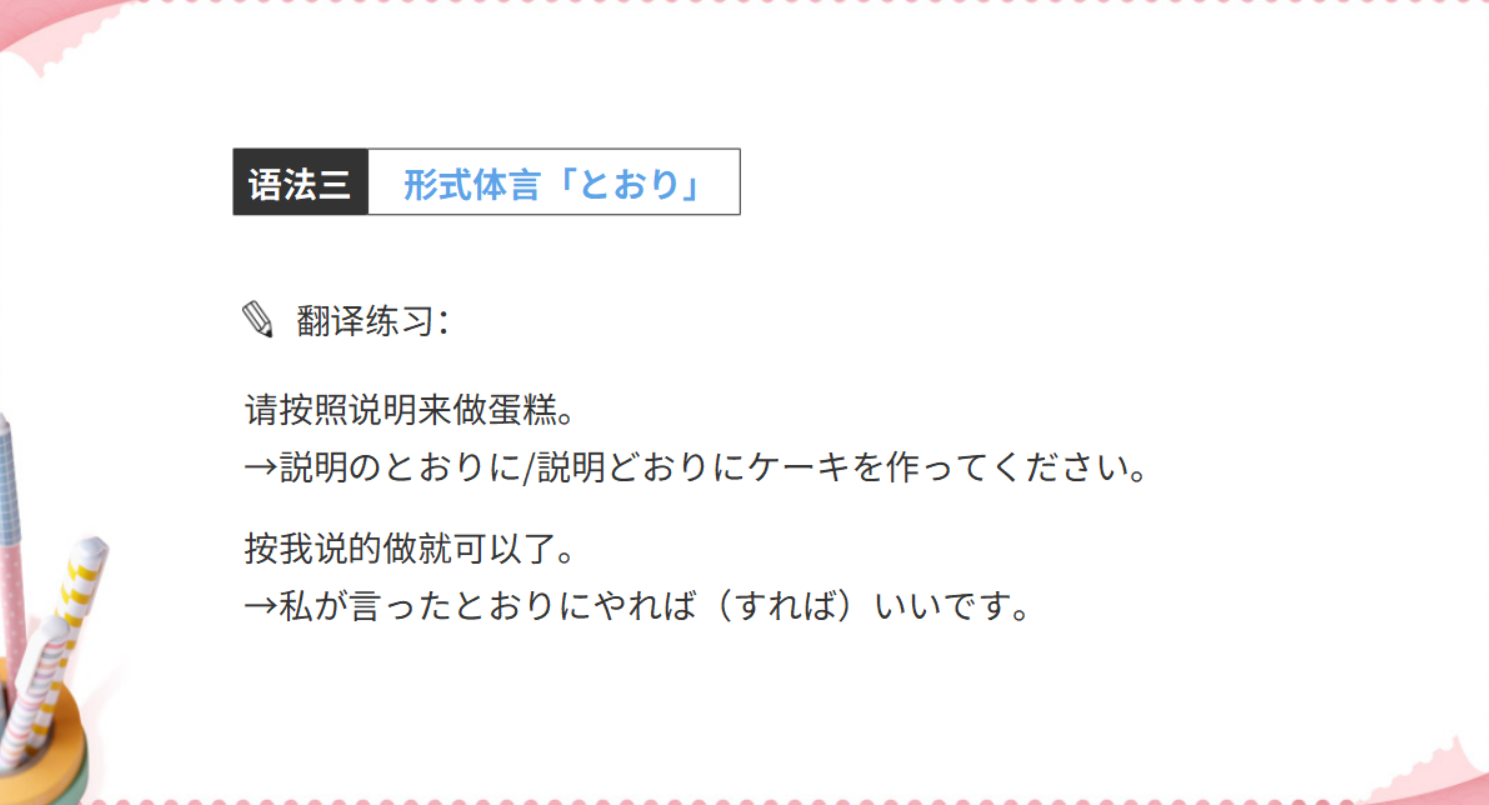 语法三 形式体言「とおり」
翻译练习：
请按照说明来做蛋糕。
→説明のとおりに/説明どおりにケーキを作ってください。
按我说的做就可以了。
→私が言ったとおりにやれば（すれば）いいです。